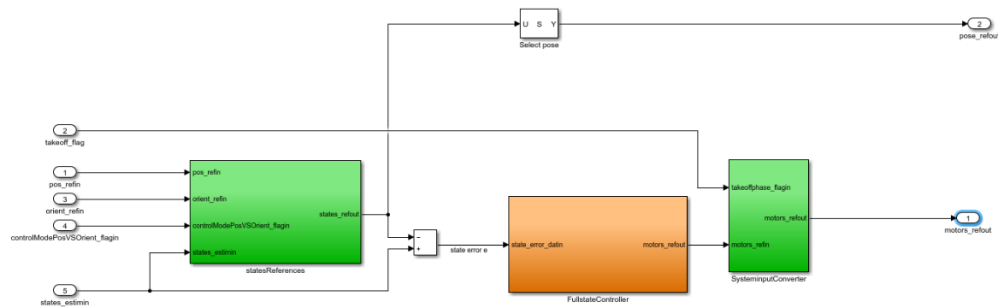 U S Y
Select pose
2
pose_refout
2
takeoff_flag
1
pos_refin
3
orient_refin
4
controlModePosVSOrient_flagin
5
states_estimin
pos_refin
orient_refin
controlModePosVSOrient_flagin
states_estimin
states_refout
statesReferences
−
+
state error e
state_error_datin
motors_refout
FullstateController
takeoffphase_flagin
motors_refout
motors_refin
SysteminputConverter
1
motors_refout